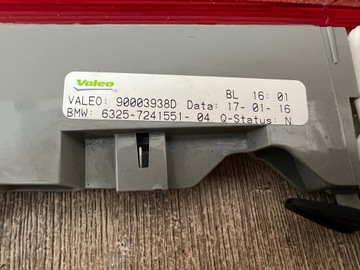 Valeo
BL 16:01
VALEO: 90003938D Data: 17-01-16
BMW: 6325-7241551-04 Q-Status: N